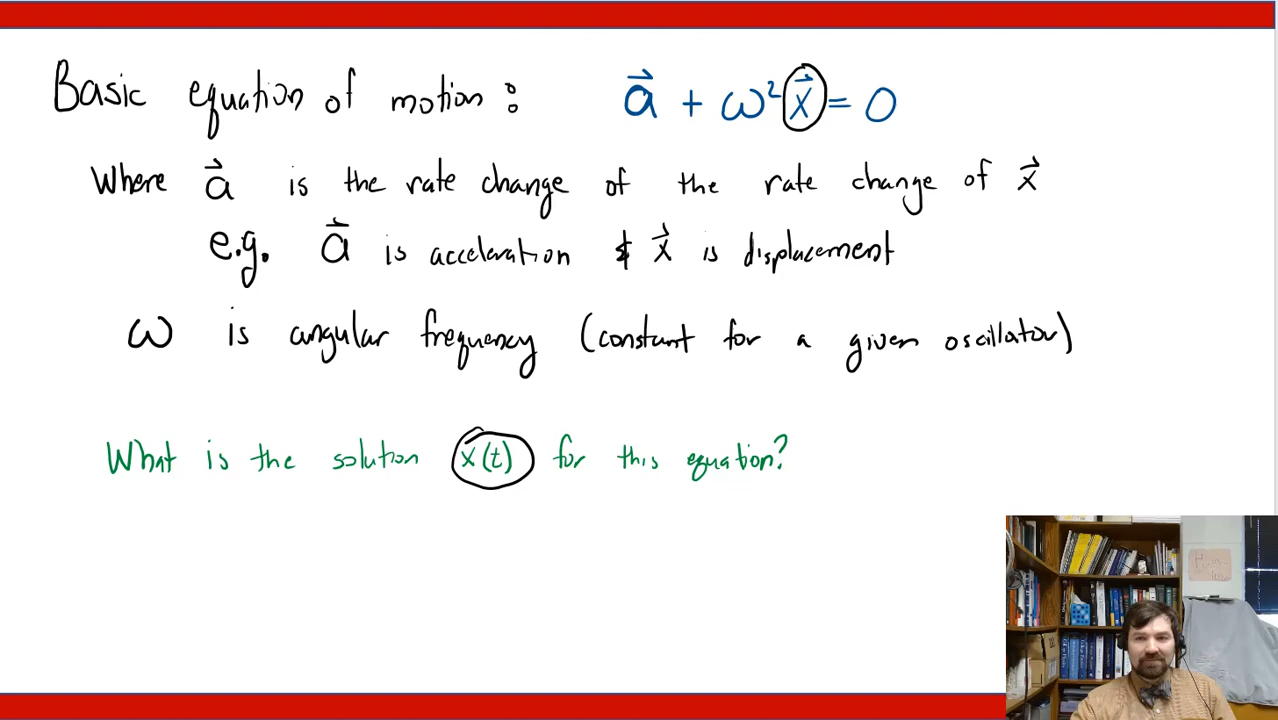 Basic equation of motion: a⃗ + ω² x⃗ = 0
Where a⃗ is the rate change of the rate change of x⃗
e.g. a⃗ is acceleration & x⃗ is displacement
ω is angular frequency (constant for a given oscillator)
What is the solution x(t) for this equation?